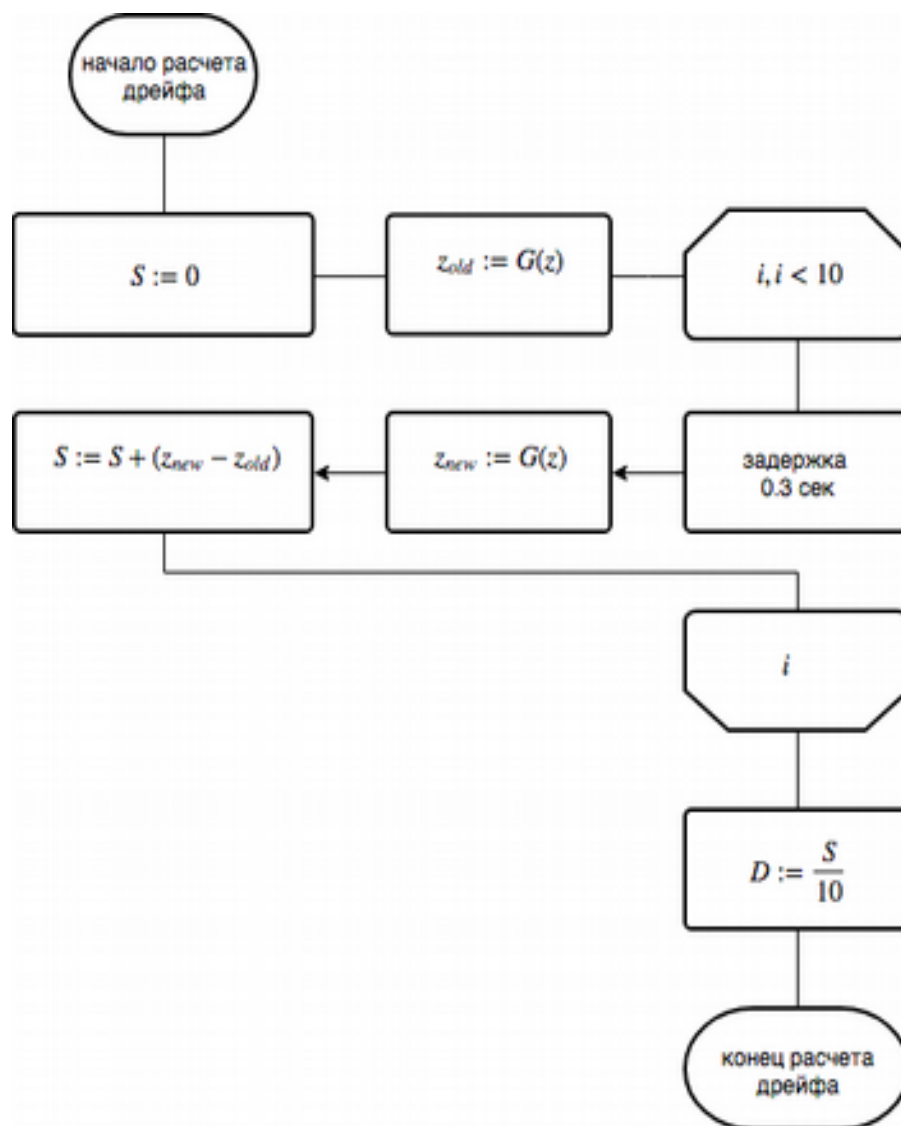 начало расчета
дрейфа
S := 0
z_old := G(z)
i, i < 10
задержка
0.3 сек
z_new := G(z)
S := S + (z_new − z_old)
i
D := S/10
конец расчета
дрейфа